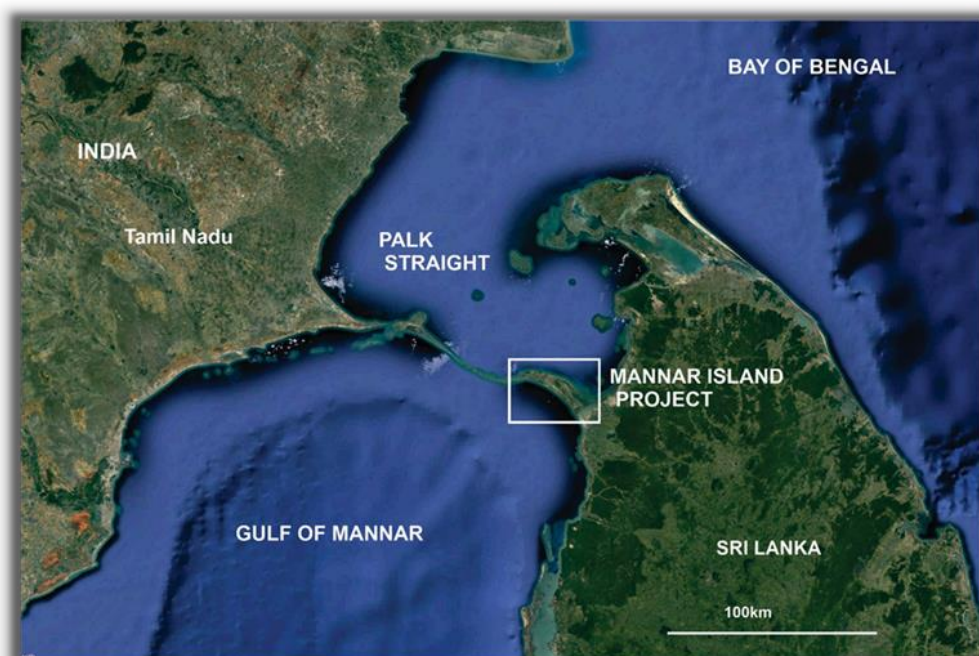 BAY OF BENGAL
INDIA
Tamil Nadu
PALK
STRAIGHT
MANNAR ISLAND
PROJECT
GULF OF MANNAR
SRI LANKA
100km